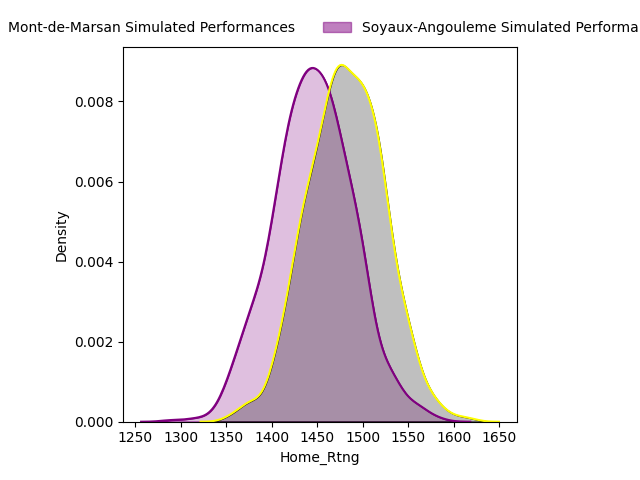 Mont-de-Marsan Simulated Performances Soyaux-Angouleme Simulated Performa
0.008
0.006
0.004
0.002
0.000
Density
1250 1300 1350 1400 1450 1500 1550 1600 1650
Home_Rtng